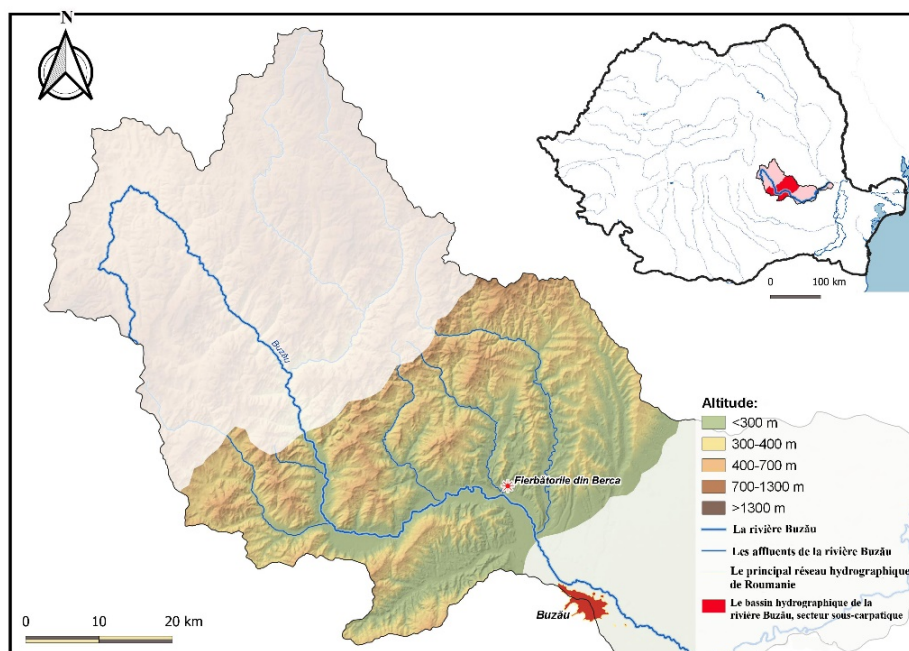 N
0 100 km
Buzău
Fierbătorile din Berca
Buzău
0 10 20 km
Altitude:
<300 m
300-400 m
400-700 m
700-1300 m
>1300 m
La rivière Buzău
Les affluents de la rivière Buzău
Le principal réseau hydrographique
de Roumanie
Le bassin hydrographique de la
rivière Buzău, secteur sous-carpatique